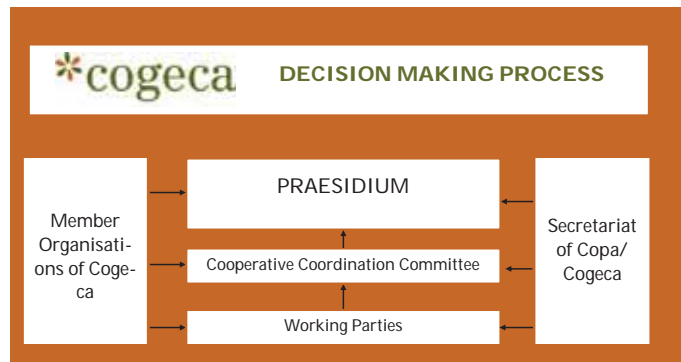 *cogeca DECISION MAKING PROCESS
PRAESIDIUM
Member
Organisati-
ons of Coge-
ca
Cooperative Coordination Committee
Working Parties
Secretariat
of Copa/
Cogeca